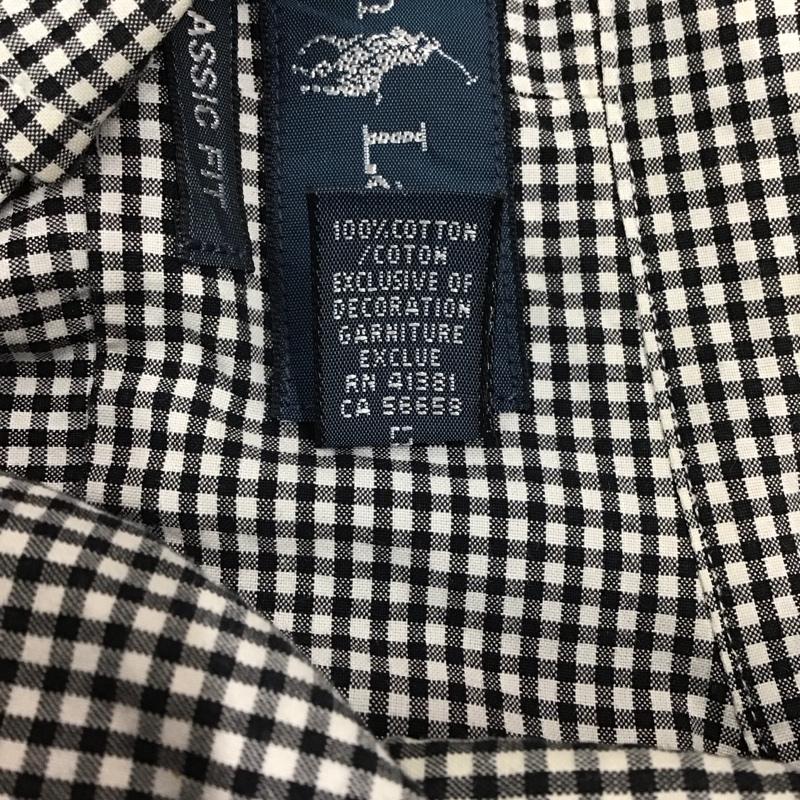 ASSIC FIT
n
L
100%COTTON
/COTON
EXCLUSIVE OF
DECORATION
GARNITURE
EXCLUE
RN 41381
CA 56658